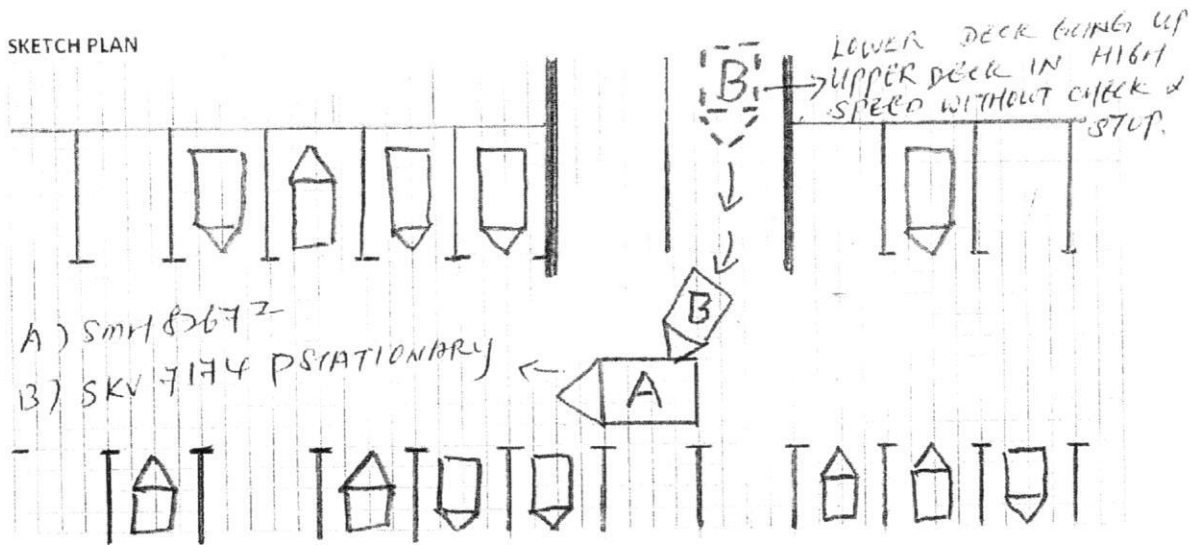 SKETCH PLAN
LOWER DECK GOING UP
UPPER DECK IN HIGH
SPEED WITHOUT CHECK &
STOP.
B
B
A
A) SMH 8267Z
B) SKV 7174 P STATIONARY